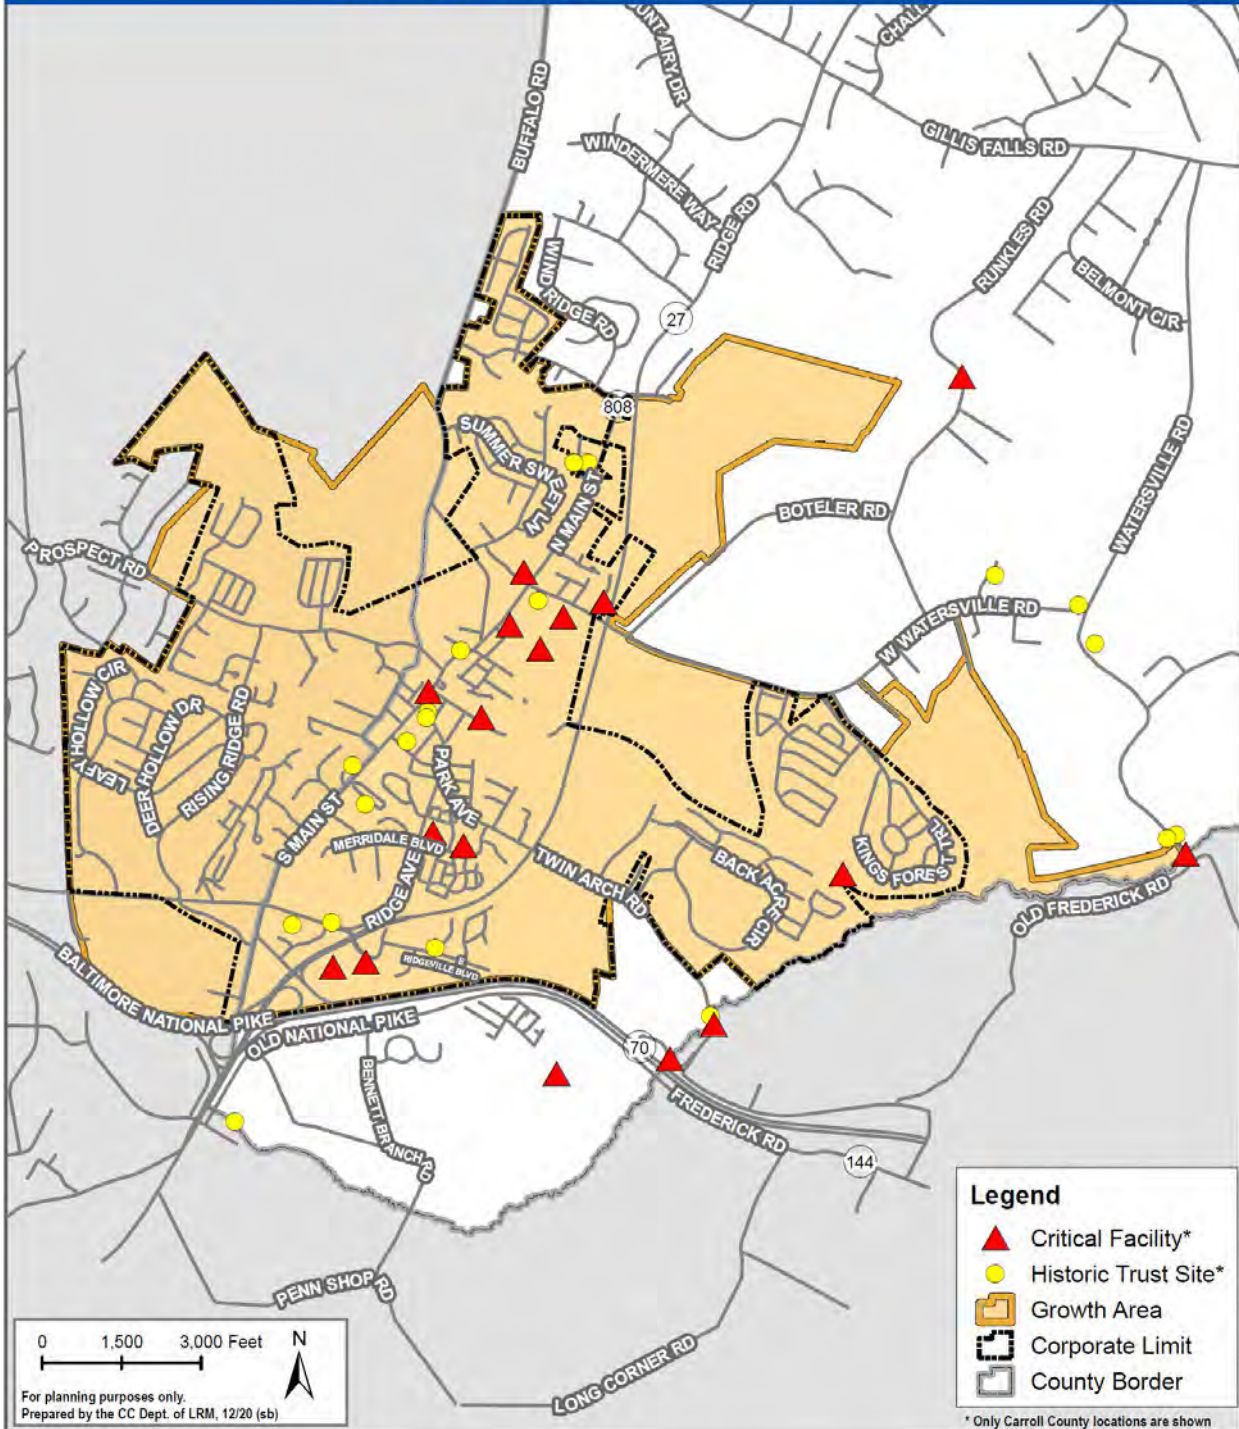 BUFFALO RD
UNT AIRY DR
CHALL
GILLIS FALLS RD
WINDERMERE WAY
RIDGE RD
RUNKLES RD
BELMONT CIR
WIND RIDGE RD
27
808
SUMMER SWEET LN
N MAIN ST
BOTELER RD
WATERSVILLE RD
PROSPECT RD
W WATERSVILLE RD
LEAFY HOLLOW CIR
DEER HOLLOW DR
RISING RIDGE RD
PARK AVE
S MAIN ST
MERRIDALE BLVD
RIDGE AVE
TWIN ARCH RD
BACK ACRE CIR
KINGS FOREST TRL
OLD FREDERICK RD
E RIDGEVILLE BLVD
BALTIMORE NATIONAL PIKE
OLD NATIONAL PIKE
70
BENNETT BRANCH RD
FREDERICK RD
144
PENN SHOP RD
LONG CORNER RD
0 1,500 3,000 Feet
N
For planning purposes only.
Prepared by the CC Dept. of LRM, 12/20 (sb)
Legend
Critical Facility*
Historic Trust Site*
Growth Area
Corporate Limit
County Border
* Only Carroll County locations are shown